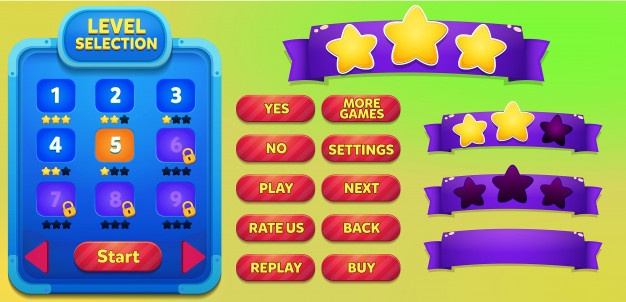 LEVEL
SELECTION
1 2 3
4 5 6
7 8 9
Start
YES
MORE
GAMES
NO
SETTINGS
PLAY
NEXT
RATE US
BACK
REPLAY
BUY